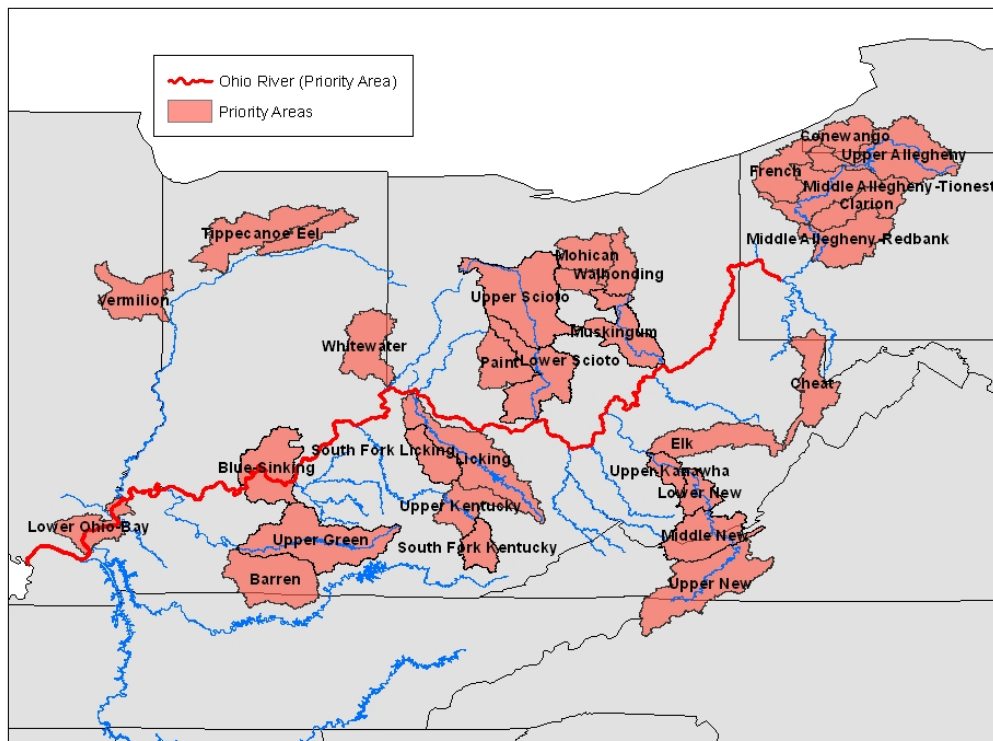 Ohio River (Priority Area)
Priority Areas
Conewango
Upper Allegheny
French
Middle Allegheny-Tionest
Clarion
Middle Allegheny-Redbank
Tippecanoe Eel
Vermilion
Mohican
Walhonding
Upper Scioto
Muskingum
Whitewater
Paint
Lower Scioto
Cheat
Elk
South Fork Licking
Licking
Blue-Sinking
Upper Kanawha
Lower New
Upper Kentucky
Lower Ohio-Bay
Upper Green
Middle New
South Fork Kentucky
Barren
Upper New